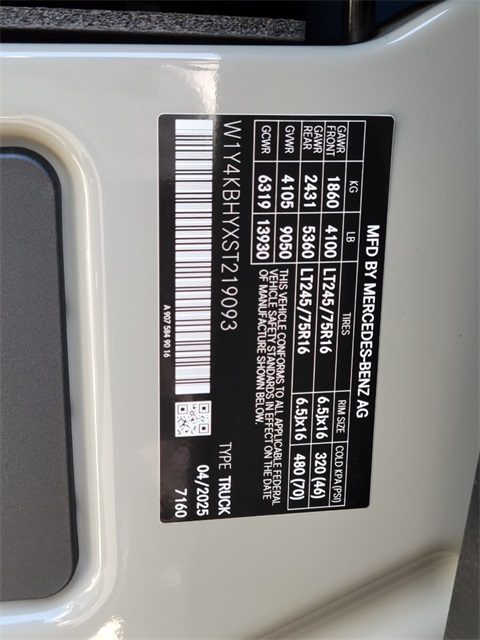 MFD BY MERCEDES-BENZ AG
KG LB TIRES RIM SIZE COLD KPA (PSI)
GAWR FRONT 1860 4100 LT245/75R16 6.5Jx16 320 (46)
GAWR REAR 2431 5360 LT245/75R16 6.5Jx16 480 (70)
GVWR 4105 9050
GCWR 6319 13930
THIS VEHICLE CONFORMS TO ALL APPLICABLE FEDERAL
VEHICLE SAFETY STANDARDS IN EFFECT ON THE DATE
OF MANUFACTURE SHOWN BELOW.
W1Y4KBHYXST219093
TYPE TRUCK
04/2025
7160
A 907 584 90 16